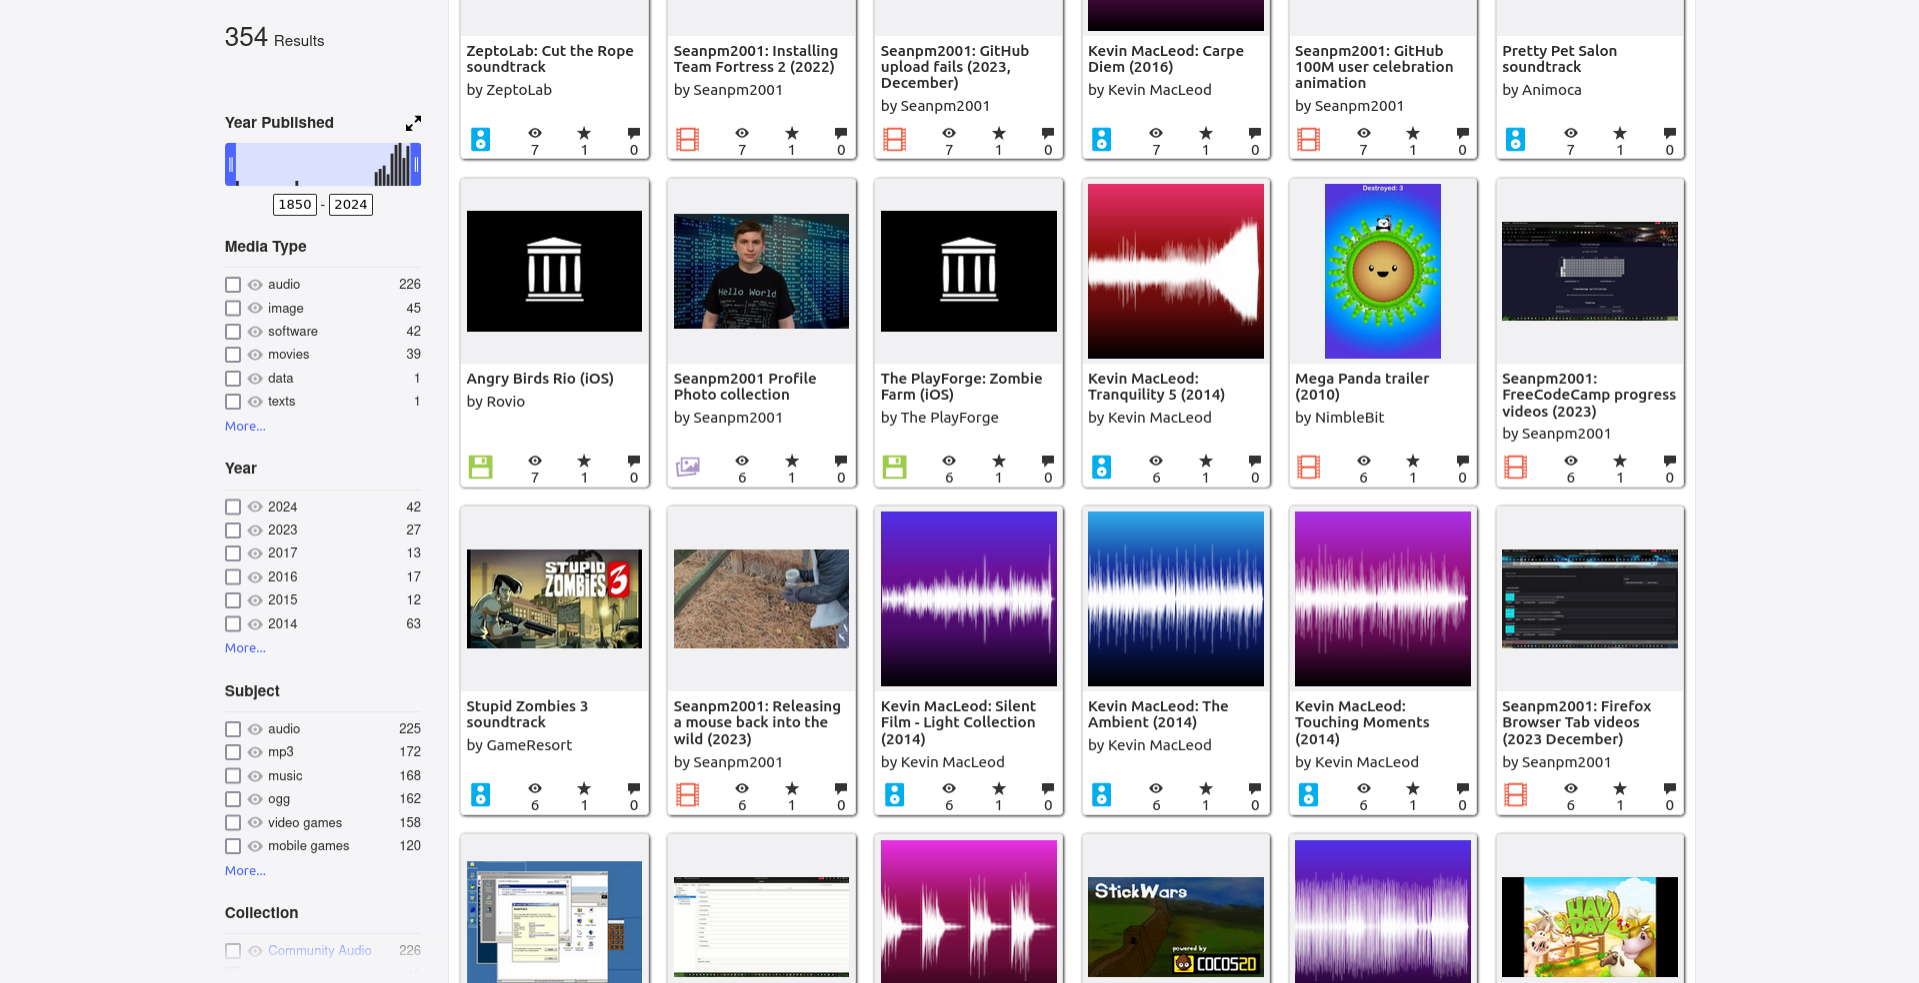 354 Results
Year Published
1850 - 2024
Media Type
audio 226
image 45
software 42
movies 39
data 1
texts 1
More...
Year
2024 42
2023 27
2017 13
2016 17
2015 12
2014 63
More...
Subject
audio 225
mp3 172
music 168
ogg 162
video games 158
mobile games 120
More...
Collection
Community Audio 226
ZeptoLab: Cut the Rope
soundtrack
by ZeptoLab
7 1 0
Seanpm2001: Installing
Team Fortress 2 (2022)
by Seanpm2001
7 1 0
Seanpm2001: GitHub
upload fails (2023,
December)
by Seanpm2001
7 1 0
Kevin MacLeod: Carpe
Diem (2016)
by Kevin MacLeod
7 1 0
Seanpm2001: GitHub
100M user celebration
animation
by Seanpm2001
7 1 0
Pretty Pet Salon
soundtrack
by Animoca
7 1 0
Angry Birds Rio (iOS)
by Rovio
7 1 0
Hello World
Seanpm2001 Profile
Photo collection
by Seanpm2001
6 1 0
The PlayForge: Zombie
Farm (iOS)
by The PlayForge
6 1 0
Kevin MacLeod:
Tranquility 5 (2014)
by Kevin MacLeod
6 1 0
Destroyed: 3
Mega Panda trailer
(2010)
by NimbleBit
6 1 0
Seanpm2001:
FreeCodeCamp progress
videos (2023)
by Seanpm2001
6 1 0
STUPID
ZOMBIES 3
Stupid Zombies 3
soundtrack
by GameResort
6 1 0
Seanpm2001: Releasing
a mouse back into the
wild (2023)
by Seanpm2001
6 1 0
Kevin MacLeod: Silent
Film - Light Collection
(2014)
by Kevin MacLeod
6 1 0
Kevin MacLeod: The
Ambient (2014)
by Kevin MacLeod
6 1 0
Kevin MacLeod:
Touching Moments
(2014)
by Kevin MacLeod
6 1 0
Seanpm2001: Firefox
Browser Tab videos
(2023 December)
by Seanpm2001
6 1 0
StickWars
powered by
COCOS2D
HAY
DAY